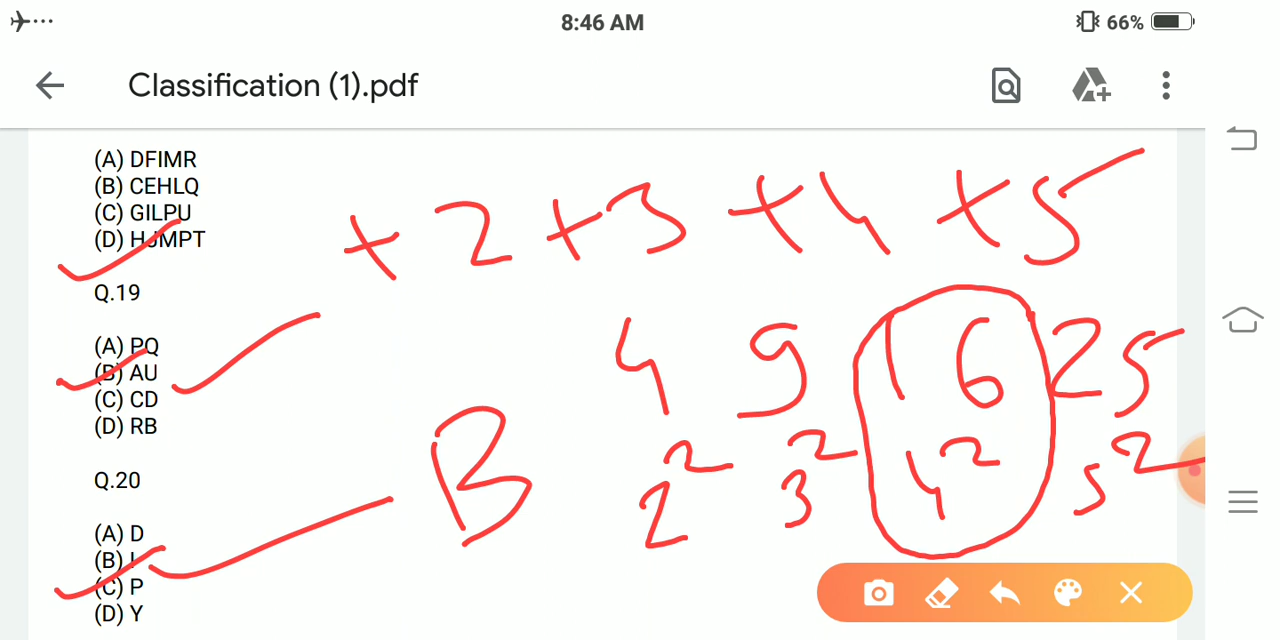 8:46 AM 66%
Classification (1).pdf
(A) DFIMR
(B) CEHLQ
(C) GILPU
(D) HJMPT
+2 +3 +4 +5
Q.19
(A) PQ
(B) AU
(C) CD
(D) RB
4 9 16 25
B
2² 3² 4² 5²
Q.20
(A) D
(B) I
(C) P
(D) Y